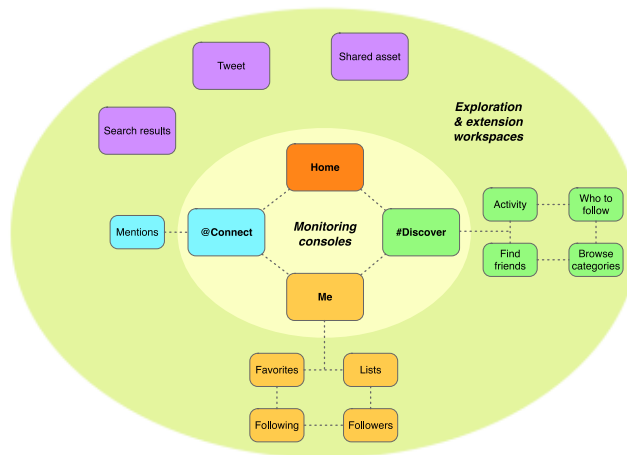 Shared asset
Tweet
Exploration
& extension
workspaces
Search results
Home
Activity
Who to
follow
Mentions
@Connect
Monitoring
consoles
#Discover
Find
friends
Browse
categories
Me
Favorites
Lists
Following
Followers